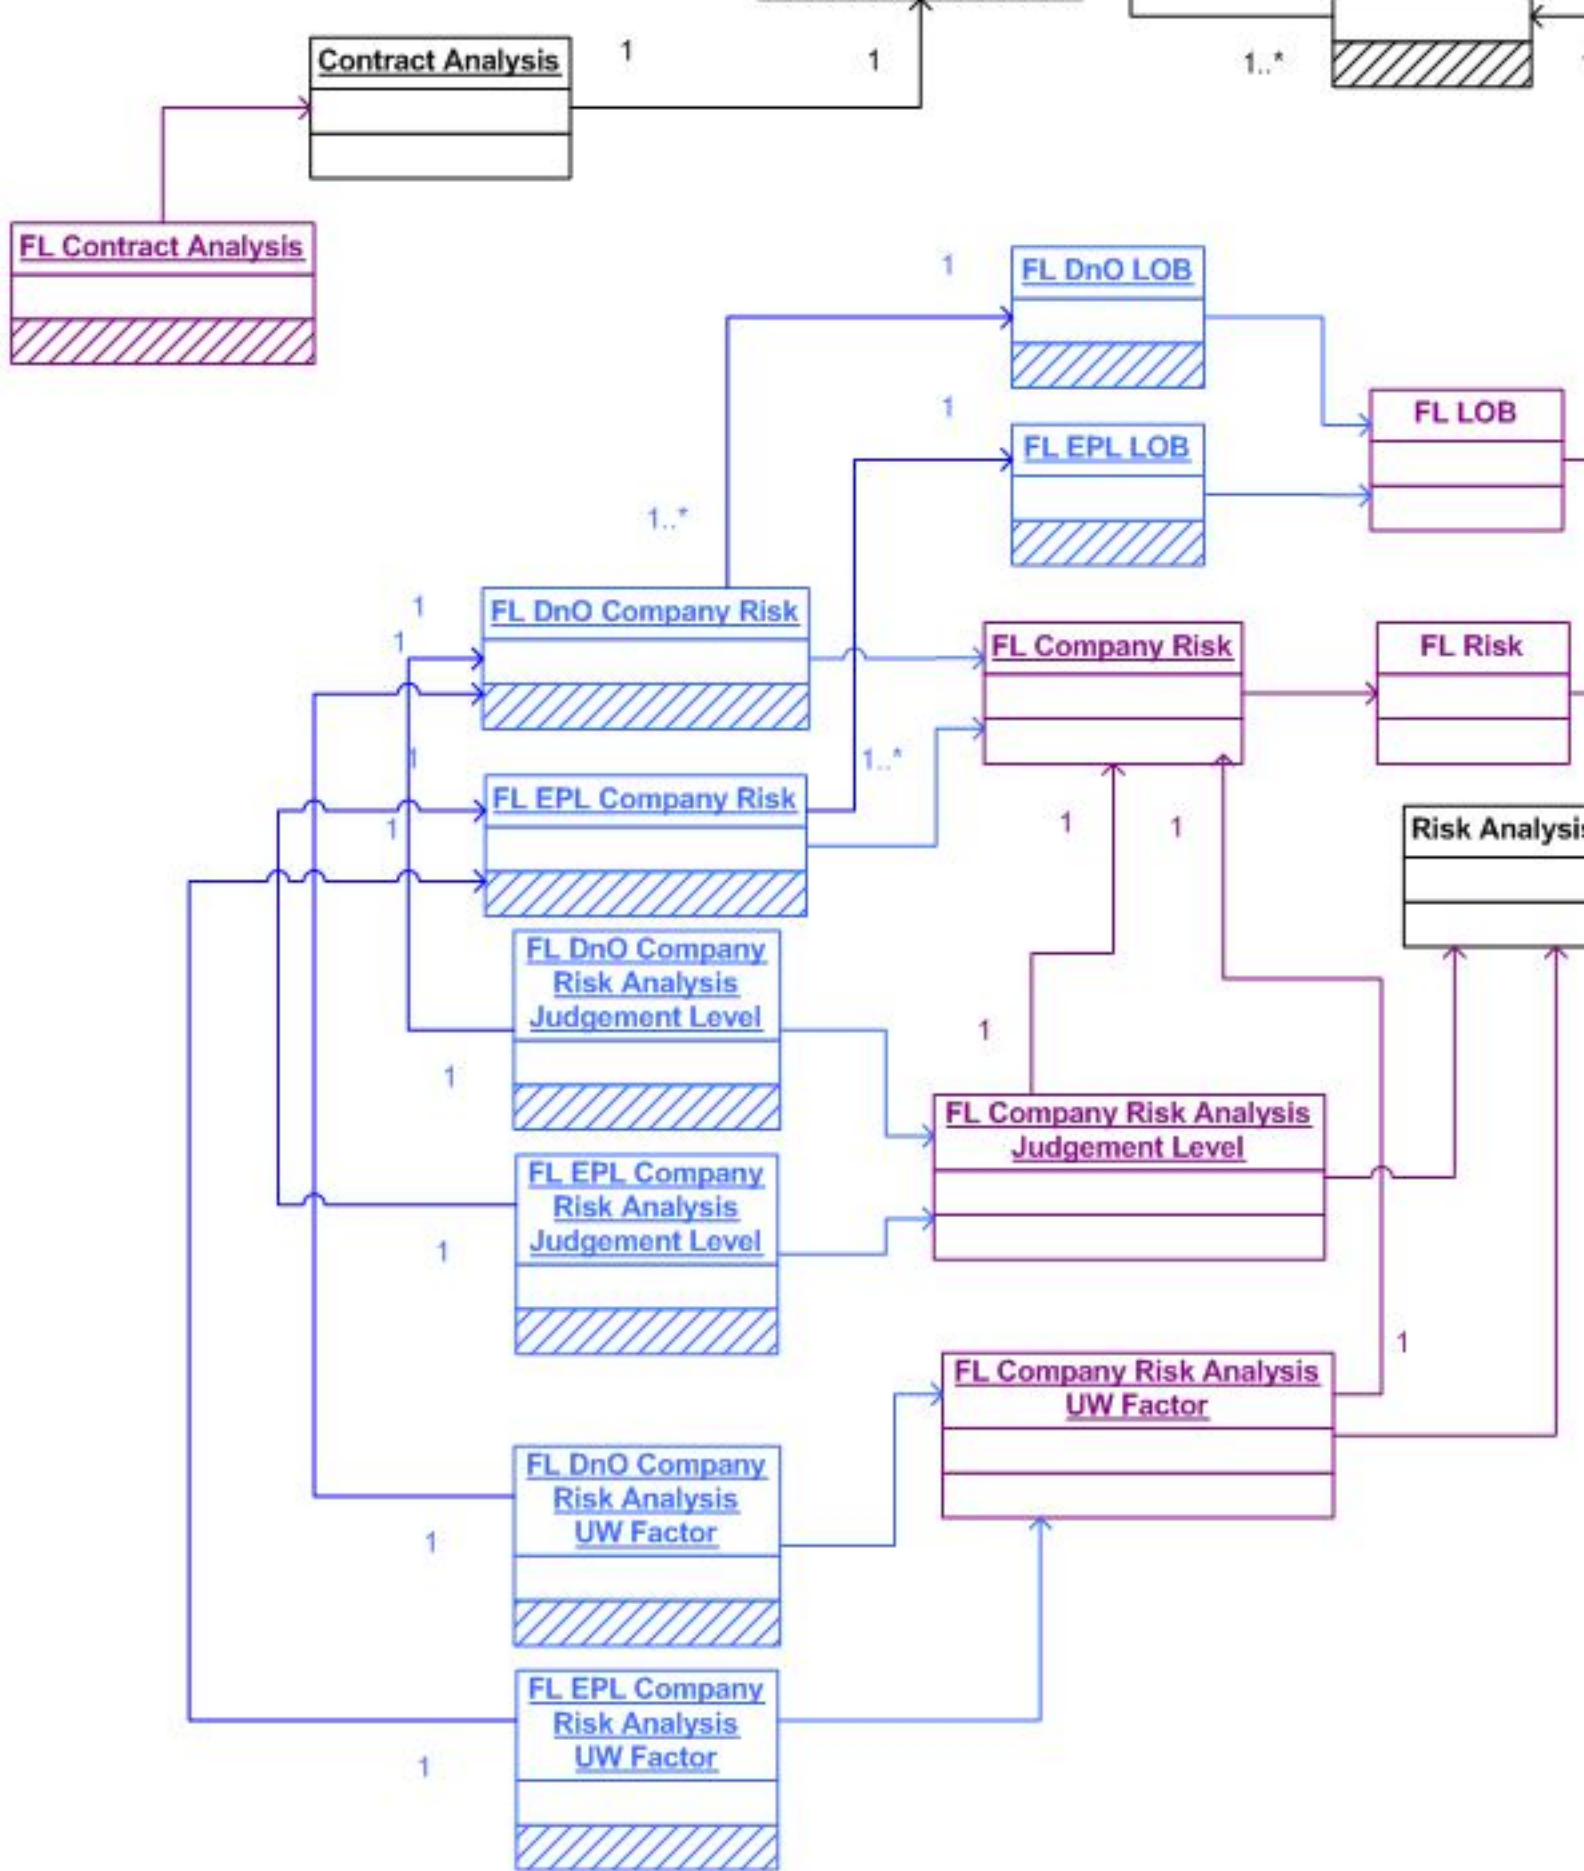 Contract Analysis
1
1
1..*
FL Contract Analysis
1
FL DnO LOB
1
FL EPL LOB
FL LOB
1..*
1
FL DnO Company Risk
1
FL Company Risk
FL Risk
1
1..*
FL EPL Company Risk
1
1
1
Risk Analysis
FL DnO Company
Risk Analysis
Judgement Level
1
1
FL Company Risk Analysis
Judgement Level
FL EPL Company
Risk Analysis
Judgement Level
1
1
FL Company Risk Analysis
UW Factor
FL DnO Company
Risk Analysis
UW Factor
1
FL EPL Company
Risk Analysis
UW Factor
1